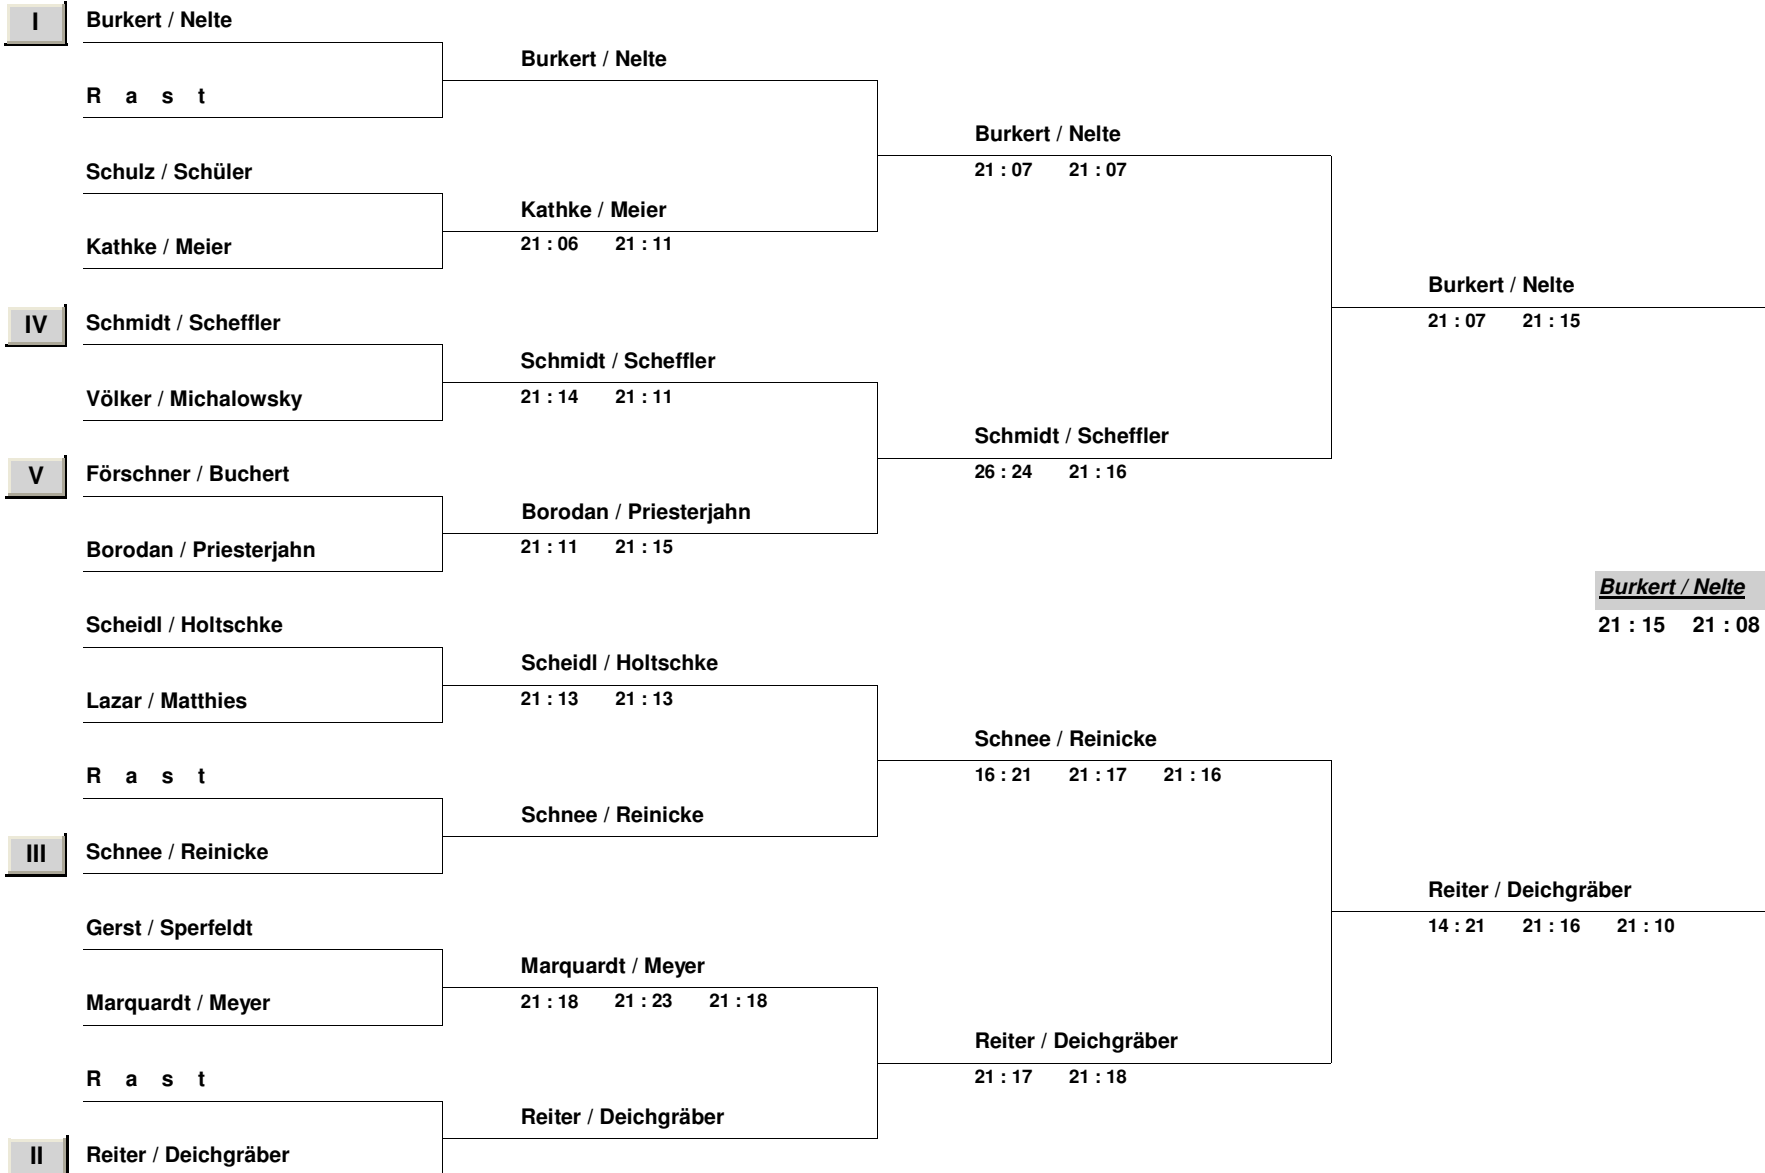 I Burkert / Nelte
Burkert / Nelte
R a s t
Burkert / Nelte
21 : 07 21 : 07
Schulz / Schüler
Kathke / Meier
21 : 06 21 : 11
Kathke / Meier
Burkert / Nelte
21 : 07 21 : 15
IV Schmidt / Scheffler
Schmidt / Scheffler
21 : 14 21 : 11
Völker / Michalowsky
Schmidt / Scheffler
26 : 24 21 : 16
V Förschner / Buchert
Borodan / Priesterjahn
21 : 11 21 : 15
Borodan / Priesterjahn
Burkert / Nelte
21 : 15 21 : 08
Scheidl / Holtschke
Scheidl / Holtschke
21 : 13 21 : 13
Lazar / Matthies
Schnee / Reinicke
16 : 21 21 : 17 21 : 16
R a s t
Schnee / Reinicke
III Schnee / Reinicke
Reiter / Deichgräber
14 : 21 21 : 16 21 : 10
Gerst / Sperfeldt
Marquardt / Meyer
21 : 18 21 : 23 21 : 18
Marquardt / Meyer
Reiter / Deichgräber
21 : 17 21 : 18
R a s t
Reiter / Deichgräber
II Reiter / Deichgräber